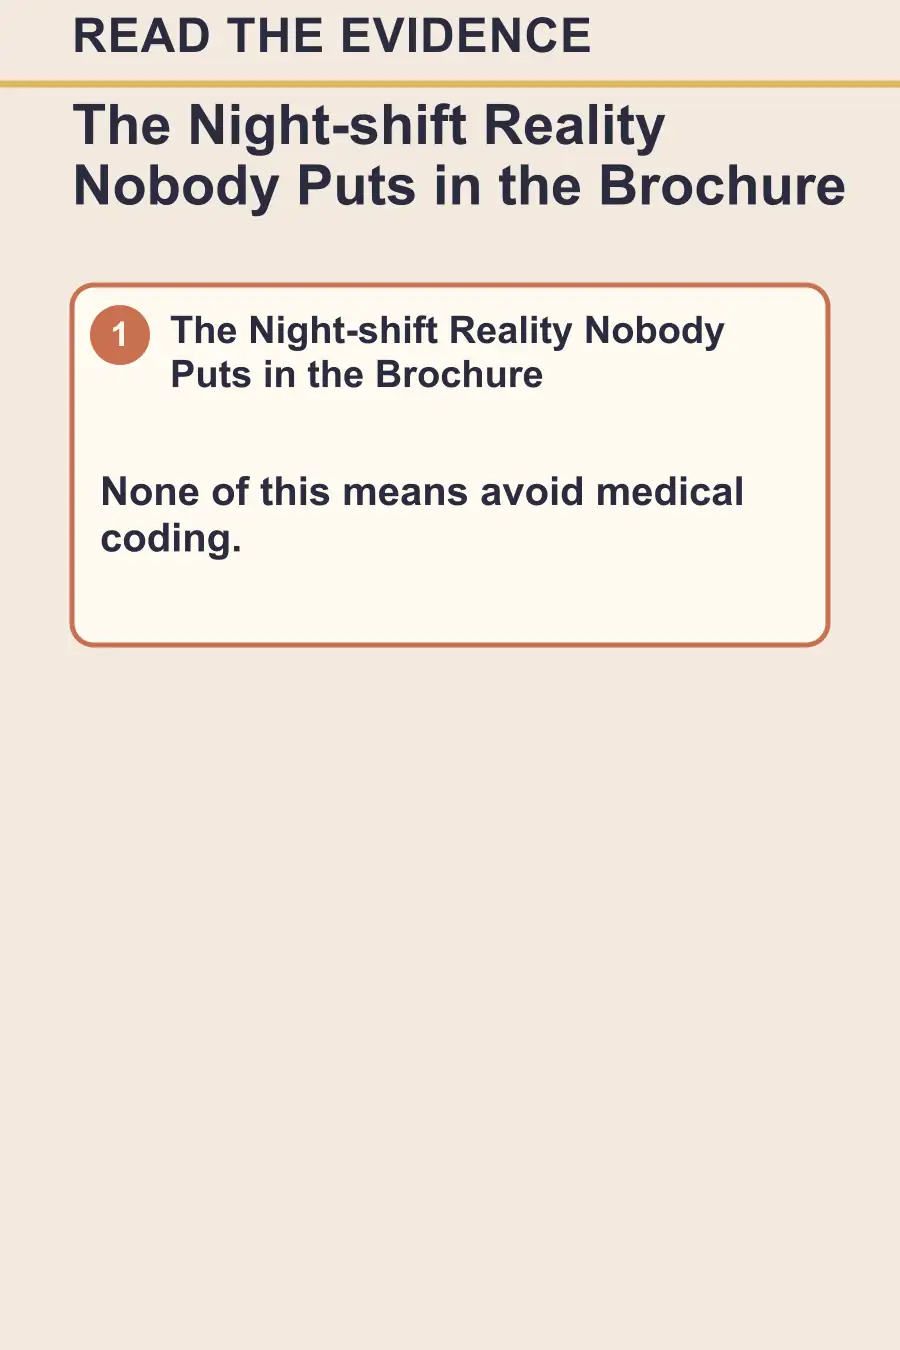 READ THE EVIDENCE
The Night-shift Reality
Nobody Puts in the Brochure
1
The Night-shift Reality Nobody
Puts in the Brochure
None of this means avoid medical
coding.